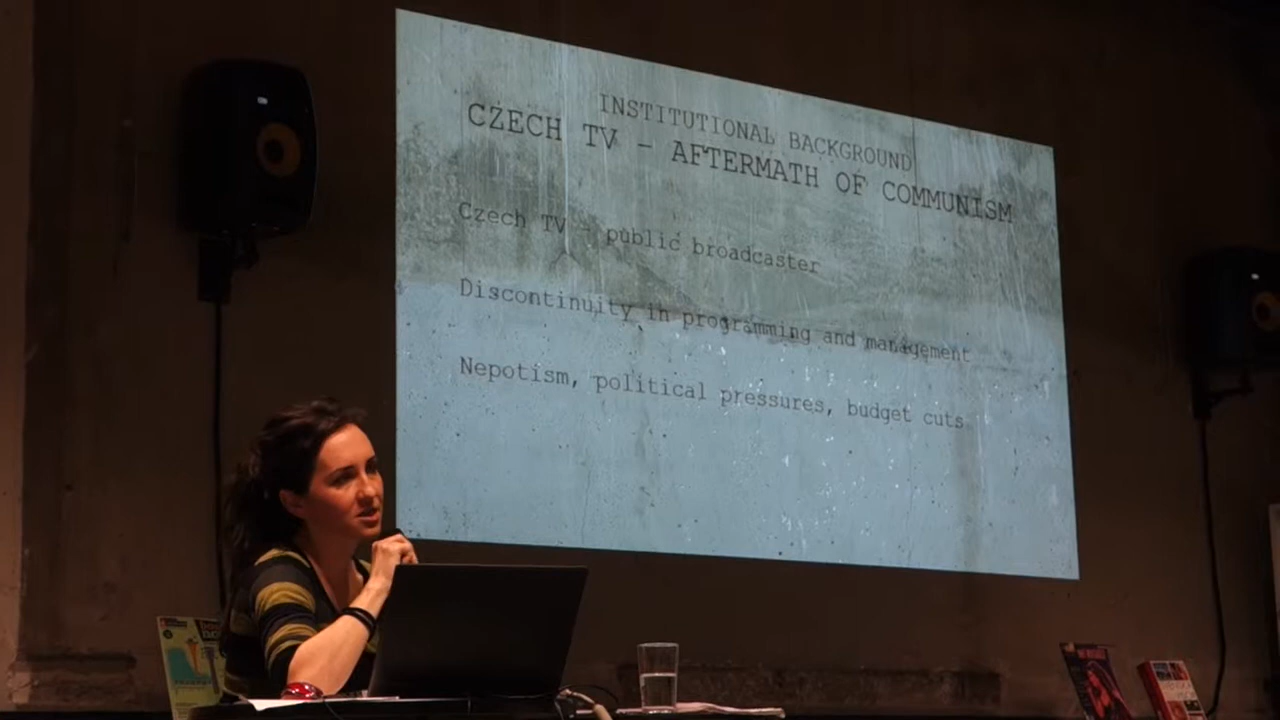 INSTITUTIONAL BACKGROUND
CZECH TV - AFTERMATH OF COMMUNISM
Czech TV - public broadcaster
Discontinuity in programming and management
Nepotism, political pressures, budget cuts